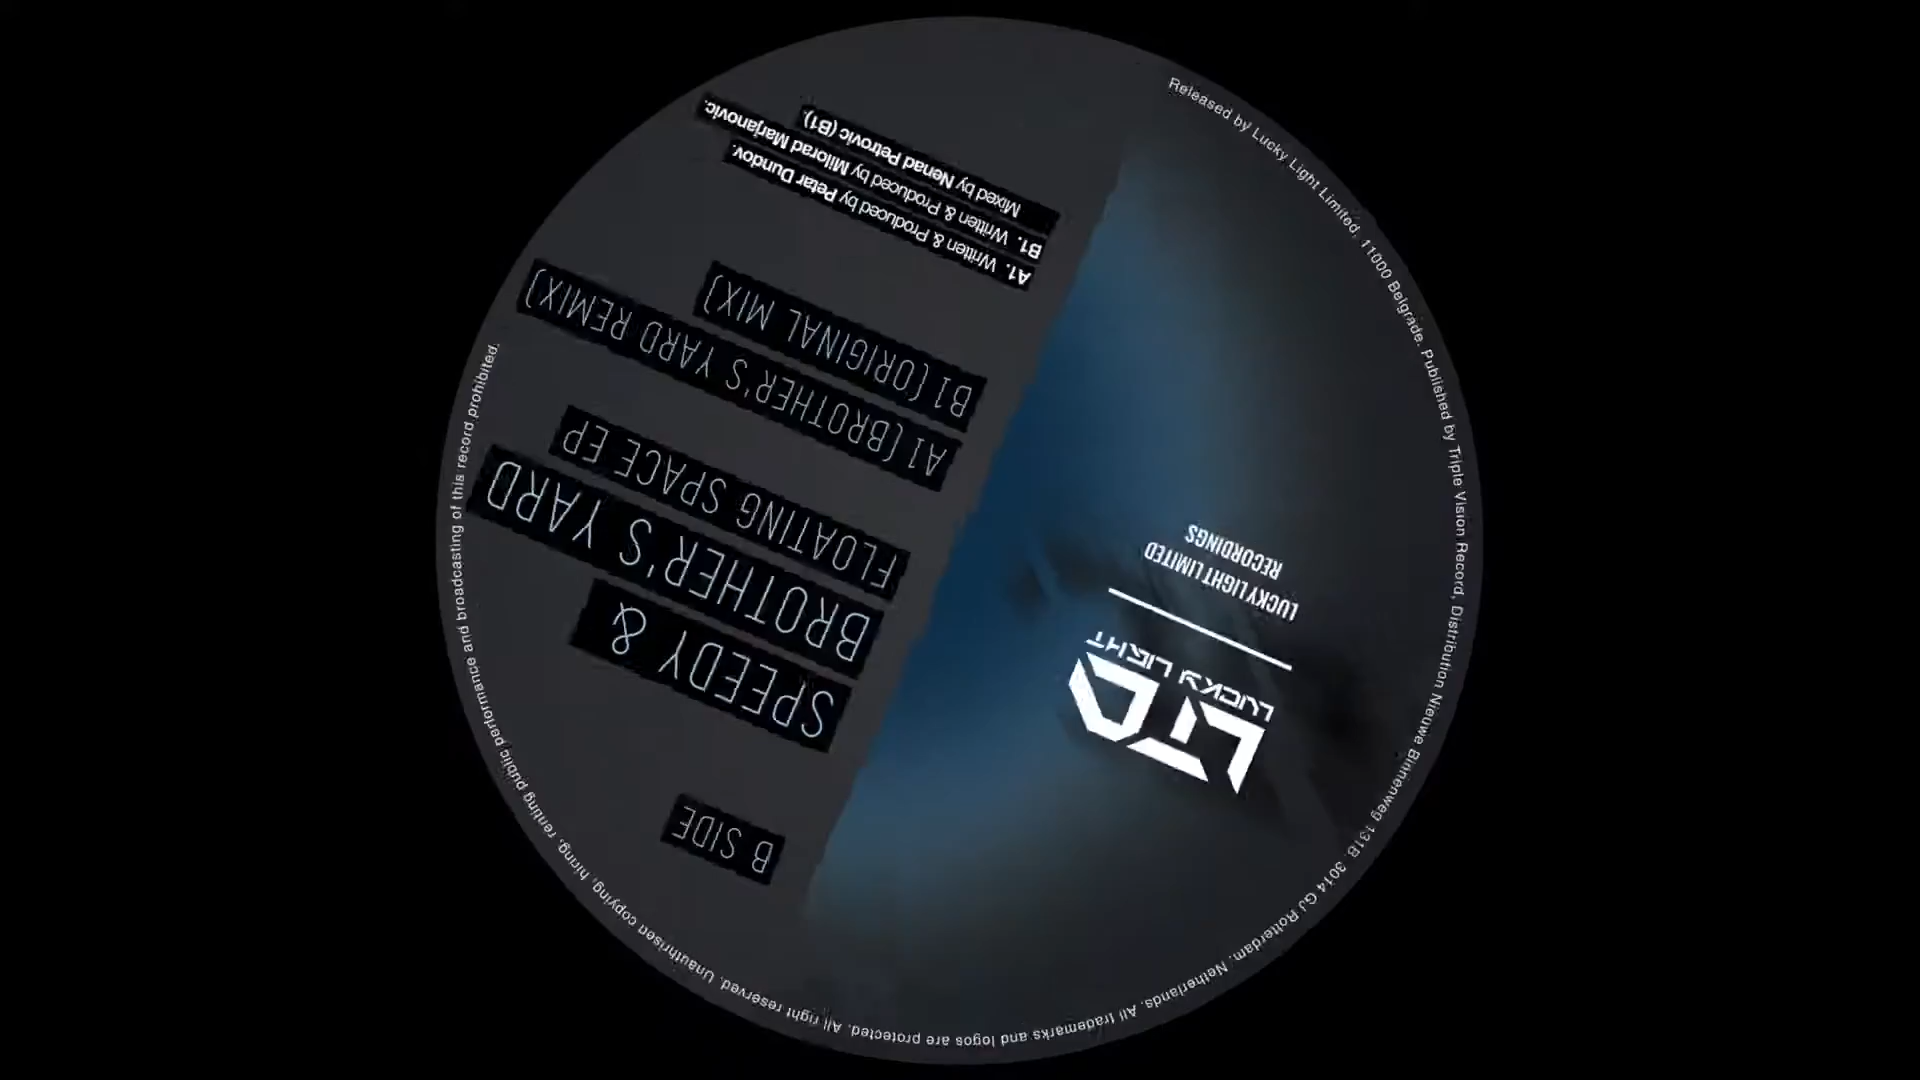 B SIDE
SPEEDY &
BROTHER'S YARD
FLOATING SPACE EP
A1 (BROTHER'S YARD REMIX)
B1 (ORIGINAL MIX)
A1. Written & Produced by Petar Dundov.
B1. Written & Produced by Milorad Marjanovic.
Mixed by Nenad Petrovic (B1).
LTD
LUCKY LIGHT
LUCKY LIGHT LIMITED
RECORDINGS
Released by Lucky Light Limited, 11000 Belgrade. Published by Triple Vision Record, Distribution Nieuwe Binnenweg 131B. 3014 GJ Rotterdam. Netherlands. All trademarks and logos are protected. All right reserved. Unauthrised copying, hiring, renting public performance and broadcasting of this record prohibited.